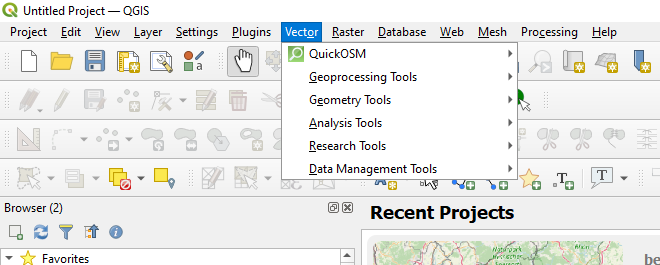 Untitled Project — QGIS
Project Edit View Layer Settings Plugins Vector Raster Database Web Mesh Processing Help
QuickOSM
Geoprocessing Tools
Geometry Tools
Analysis Tools
Research Tools
Data Management Tools
Browser (2)
Recent Projects
Favorites
be